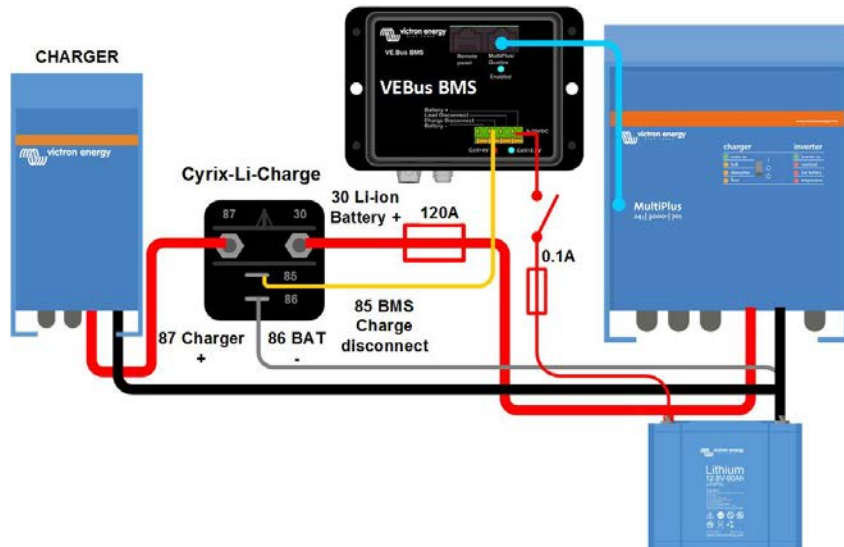 CHARGER
victron energy
Cyrix-Li-Charge
87
30
85
86
87 Charger
+
86 BAT
-
85 BMS
Charge
disconnect
30 Li-ion
Battery +
120A
0.1A
victron energy
VE.Bus BMS
Remote
panel
MultiPlus/
Quattro
Enabled
VEBus BMS
Battery +
Load Disconnect
Charge Disconnect
Battery -
victron energy
charger
inverter
MultiPlus
victron energy
Lithium
12,8V-90Ah